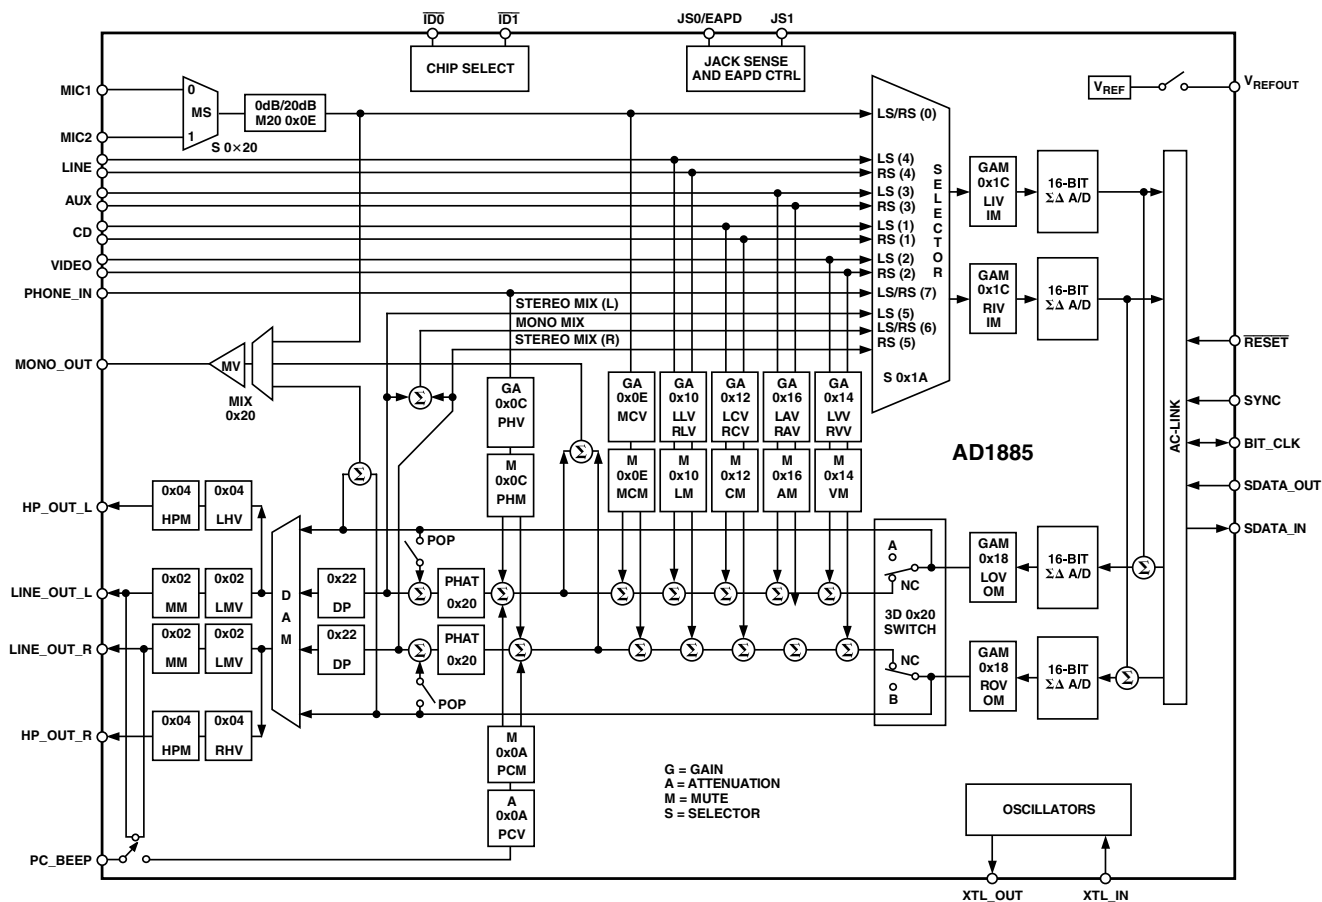 ID0
ID1
JS0/EAPD
JS1
CHIP SELECT
JACK SENSE
AND EAPD CTRL
VREF
VREFOUT
MIC1
MIC2
LINE
AUX
CD
VIDEO
PHONE_IN
MONO_OUT
HP_OUT_L
LINE_OUT_L
LINE_OUT_R
HP_OUT_R
PC_BEEP
0
MS
1
S 0×20
0dB/20dB
M20 0x0E
LS/RS (0)
LS (4)
RS (4)
LS (3)
RS (3)
LS (1)
RS (1)
LS (2)
RS (2)
LS/RS (7)
LS (5)
LS/RS (6)
RS (5)
SELECTOR
S 0x1A
STEREO MIX (L)
MONO MIX
STEREO MIX (R)
GAM
0x1C
LIV
IM
16-BIT
ΣΔ A/D
GAM
0x1C
RIV
IM
16-BIT
ΣΔ A/D
AC-LINK
RESET
SYNC
BIT_CLK
SDATA_OUT
SDATA_IN
MV
MIX
0x20
Σ
GA
0x0C
PHV
Σ
GA
0x0E
MCV
GA
0x10
LLV
RLV
GA
0x12
LCV
RCV
GA
0x16
LAV
RAV
GA
0x14
LVV
RVV
AD1885
M
0x0C
PHM
M
0x0E
MCM
M
0x10
LM
M
0x12
CM
M
0x16
AM
M
0x14
VM
Σ
0x04
HPM
0x04
LHV
DAM
POP
A
NC
3D 0x20
SWITCH
NC
B
GAM
0x18
LOV
OM
16-BIT
ΣΔ A/D
Σ
0x02
MM
0x02
LMV
0x22
DP
Σ
PHAT
0x20
Σ
Σ
Σ
Σ
Σ
Σ
0x02
MM
0x02
LMV
0x22
DP
Σ
PHAT
0x20
Σ
Σ
Σ
Σ
Σ
Σ
GAM
0x18
ROV
OM
16-BIT
ΣΔ A/D
Σ
POP
0x04
HPM
0x04
RHV
M
0x0A
PCM
A
0x0A
PCV
G = GAIN
A = ATTENUATION
M = MUTE
S = SELECTOR
OSCILLATORS
XTL_OUT
XTL_IN